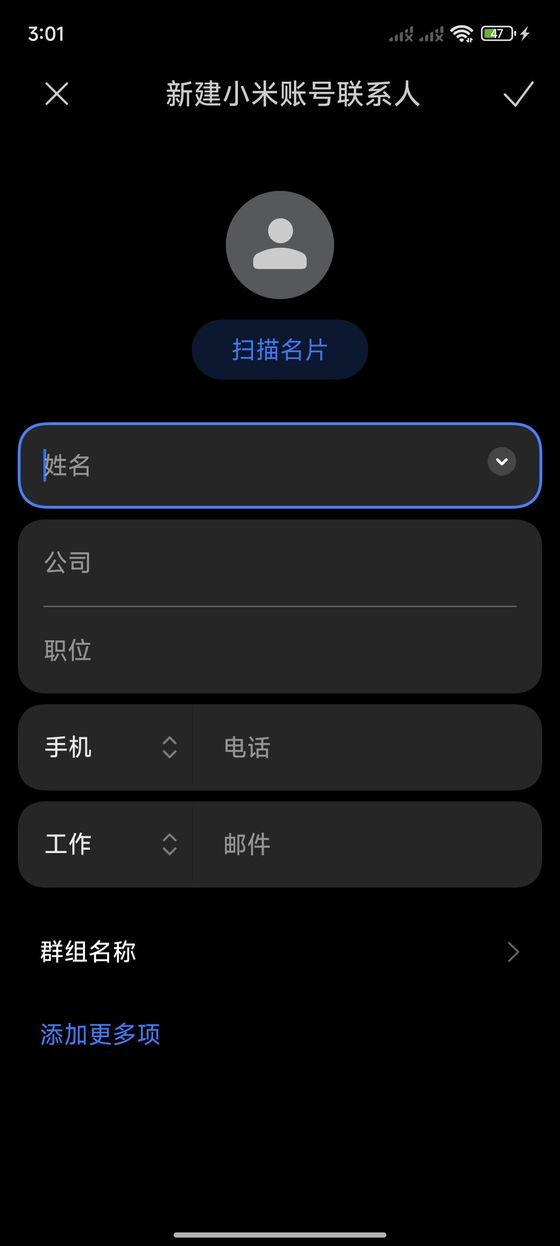 3:01
47
新建小米账号联系人
扫描名片
姓名
公司
职位
手机 电话
工作 邮件
群组名称
添加更多项